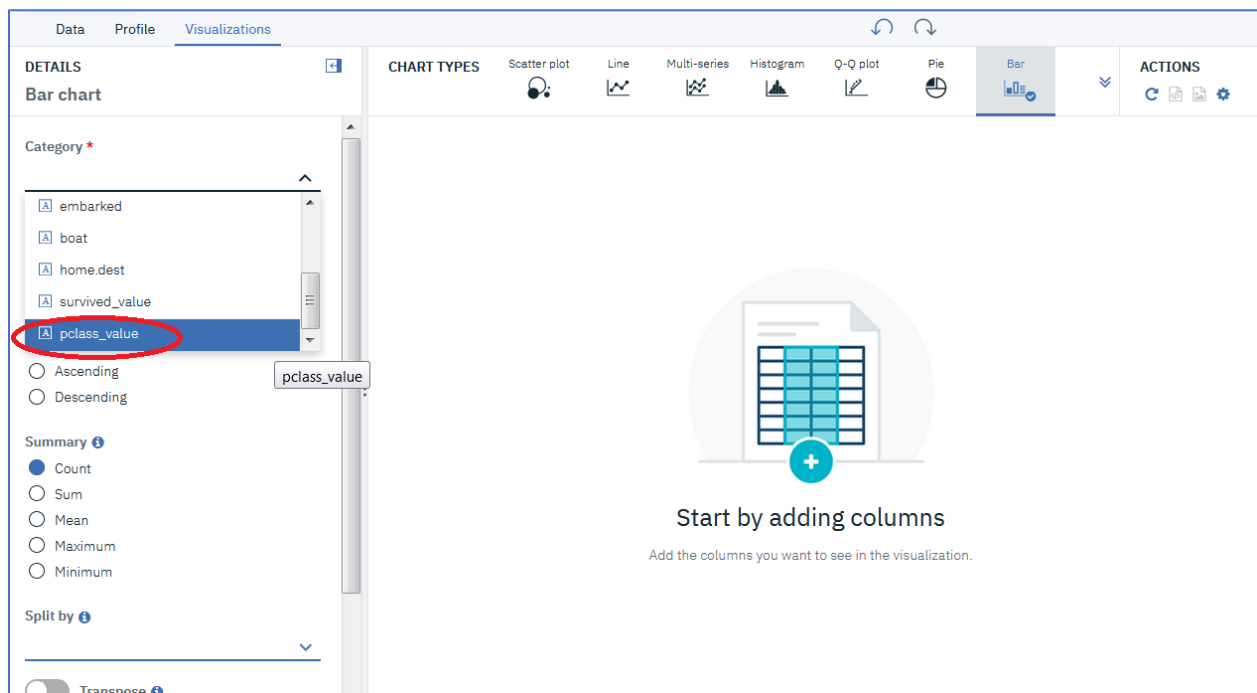 Data Profile Visualizations
DETAILS
Bar chart
CHART TYPES Scatter plot Line Multi-series Histogram Q-Q plot Pie Bar
ACTIONS
Category *
A embarked
A boat
A home.dest
A survived_value
A pclass_value
pclass_value
Ascending
Descending
Summary
Count
Sum
Mean
Maximum
Minimum
Split by
Transpose
Start by adding columns
Add the columns you want to see in the visualization.